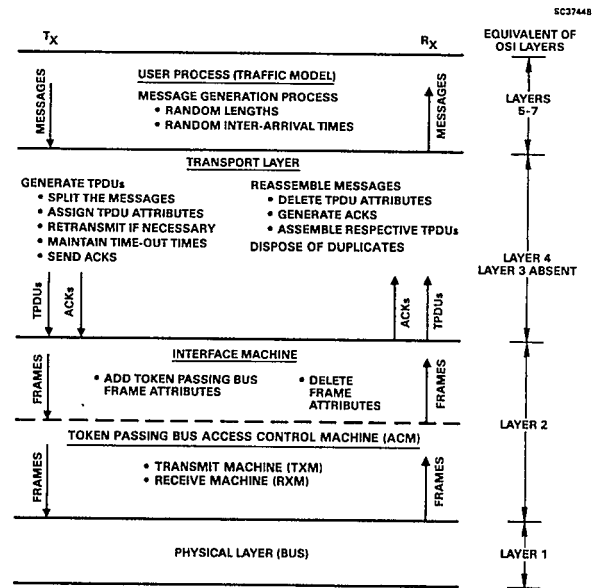 SC37448
TX
RX
EQUIVALENT OF
OSI LAYERS
MESSAGES
USER PROCESS (TRAFFIC MODEL)
MESSAGE GENERATION PROCESS
• RANDOM LENGTHS
• RANDOM INTER-ARRIVAL TIMES
MESSAGES
LAYERS
5-7
TRANSPORT LAYER
GENERATE TPDUs
• SPLIT THE MESSAGES
• ASSIGN TPDU ATTRIBUTES
• RETRANSMIT IF NECESSARY
• MAINTAIN TIME-OUT TIMES
• SEND ACKS
REASSEMBLE MESSAGES
• DELETE TPDU ATTRIBUTES
• GENERATE ACKS
• ASSEMBLE RESPECTIVE TPDUs
DISPOSE OF DUPLICATES
LAYER 4
LAYER 3 ABSENT
TPDUs
ACKs
ACKs
TPDUs
INTERFACE MACHINE
FRAMES
• ADD TOKEN PASSING BUS
FRAME ATTRIBUTES
• DELETE
FRAME
ATTRIBUTES
FRAMES
LAYER 2
TOKEN PASSING BUS ACCESS CONTROL MACHINE (ACM)
FRAMES
• TRANSMIT MACHINE (TXM)
• RECEIVE MACHINE (RXM)
FRAMES
PHYSICAL LAYER (BUS)
LAYER 1